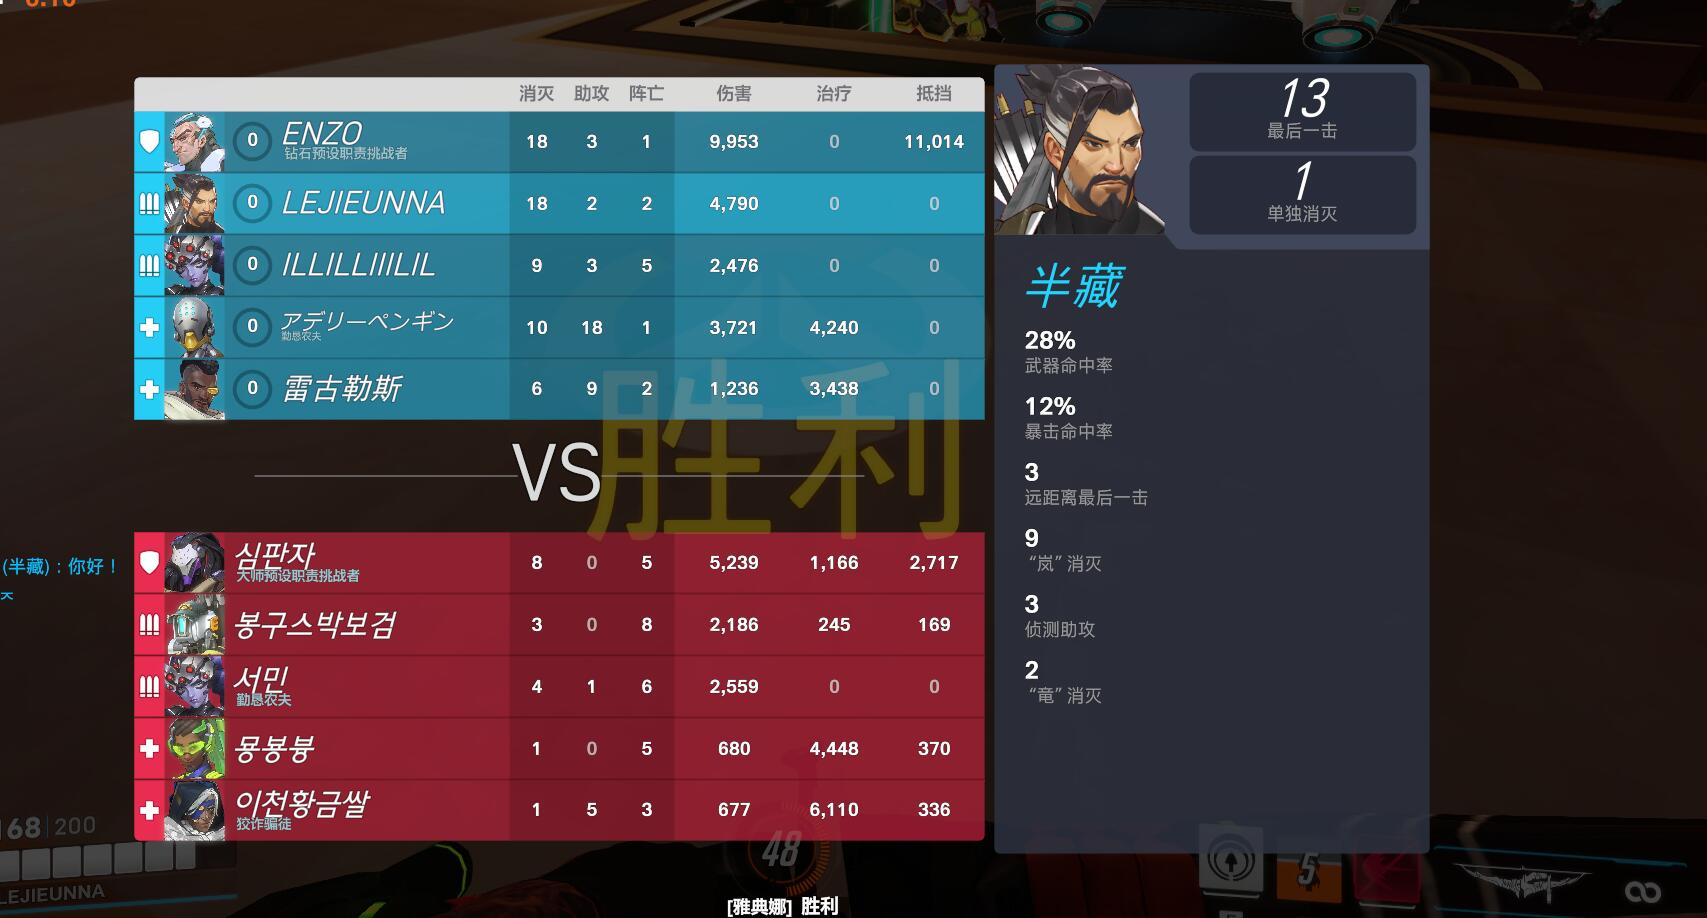 消灭 助攻 阵亡 伤害 治疗 抵挡
0 ENZO 18 3 1 9,953 0 11,014
钻石预设职责挑战者
0 LEJIEUNNA 18 2 2 4,790 0 0
0 ILLILLIIILIL 9 3 5 2,476 0 0
0 アデリーペンギン 10 18 1 3,721 4,240 0
勤恳农夫
0 雷古勒斯 6 9 2 1,236 3,438 0
胜利
VS
심판자 8 0 5 5,239 1,166 2,717
大师预设职责挑战者
봉구스박보검 3 0 8 2,186 245 169
서민 4 1 6 2,559 0 0
勤恳农夫
묭봉붕 1 0 5 680 4,448 370
이천황금쌀 1 5 3 677 6,110 336
狡诈骗徒
13
最后一击
1
单独消灭
半藏
28%
武器命中率
12%
暴击命中率
3
远距离最后一击
9
“岚”消灭
3
侦测助攻
2
“竜”消灭
(半藏)：你好！
ㅈ
168 200
LEJIEUNNA
48
5
[雅典娜] 胜利